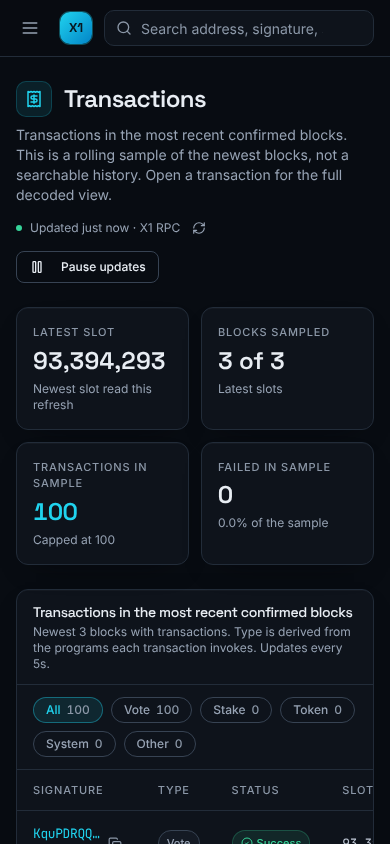 X1
Search address, signature,
Transactions
Transactions in the most recent confirmed blocks.
This is a rolling sample of the newest blocks, not a
searchable history. Open a transaction for the full
decoded view.
Updated just now · X1 RPC
Pause updates
LATEST SLOT
93,394,293
Newest slot read this
refresh
BLOCKS SAMPLED
3 of 3
Latest slots
TRANSACTIONS IN
SAMPLE
100
Capped at 100
FAILED IN SAMPLE
0
0.0% of the sample
Transactions in the most recent confirmed blocks
Newest 3 blocks with transactions. Type is derived from
the programs each transaction invokes. Updates every
5s.
All 100 Vote 100 Stake 0 Token 0
System 0 Other 0
SIGNATURE TYPE STATUS SLOT
KquPDRQQ… Vote Success